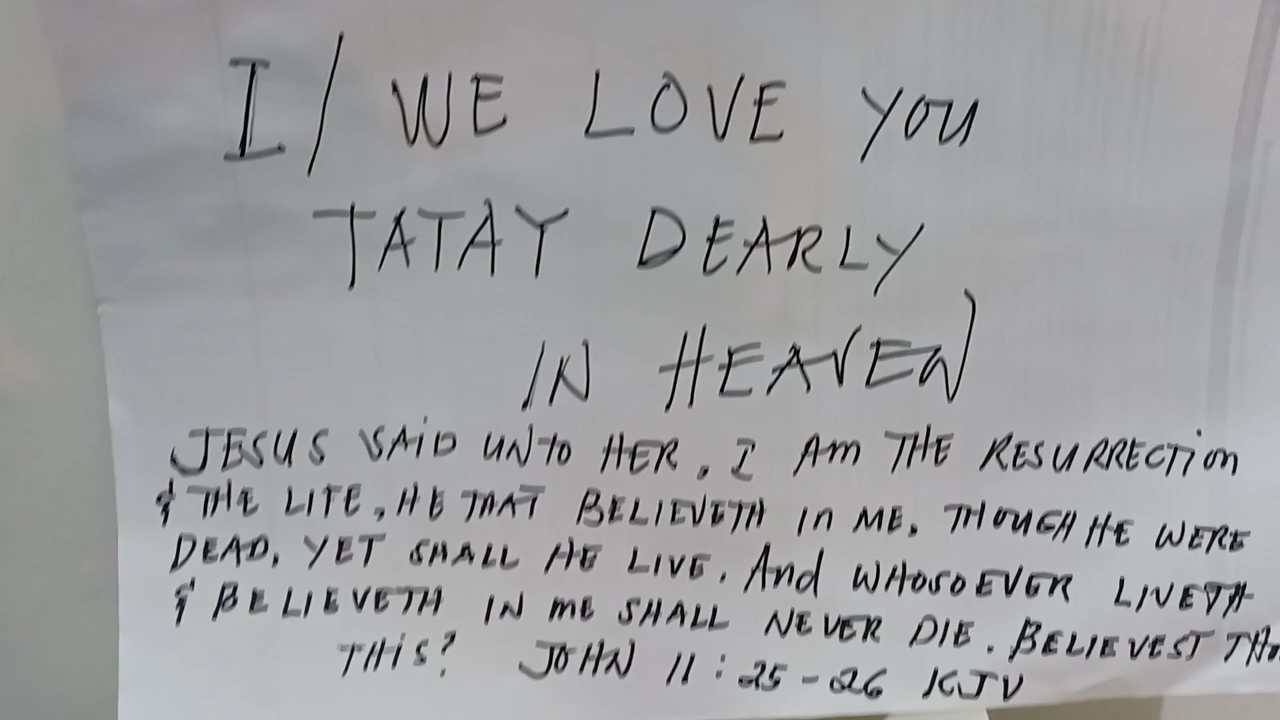 I/ WE LOVE YOU
TATAY DEARLY
IN HEAVEN
JESUS SAID UNTO HER, I AM THE RESURRECTION
& THE LIFE, HE THAT BELIEVETH IN ME, THOUGH HE WERE
DEAD, YET SHALL HE LIVE. And WHOSOEVER LIVETH
& BELIEVETH IN ME SHALL NEVER DIE. BELIEVEST
THIS? JOHN 11:25-26 KJV